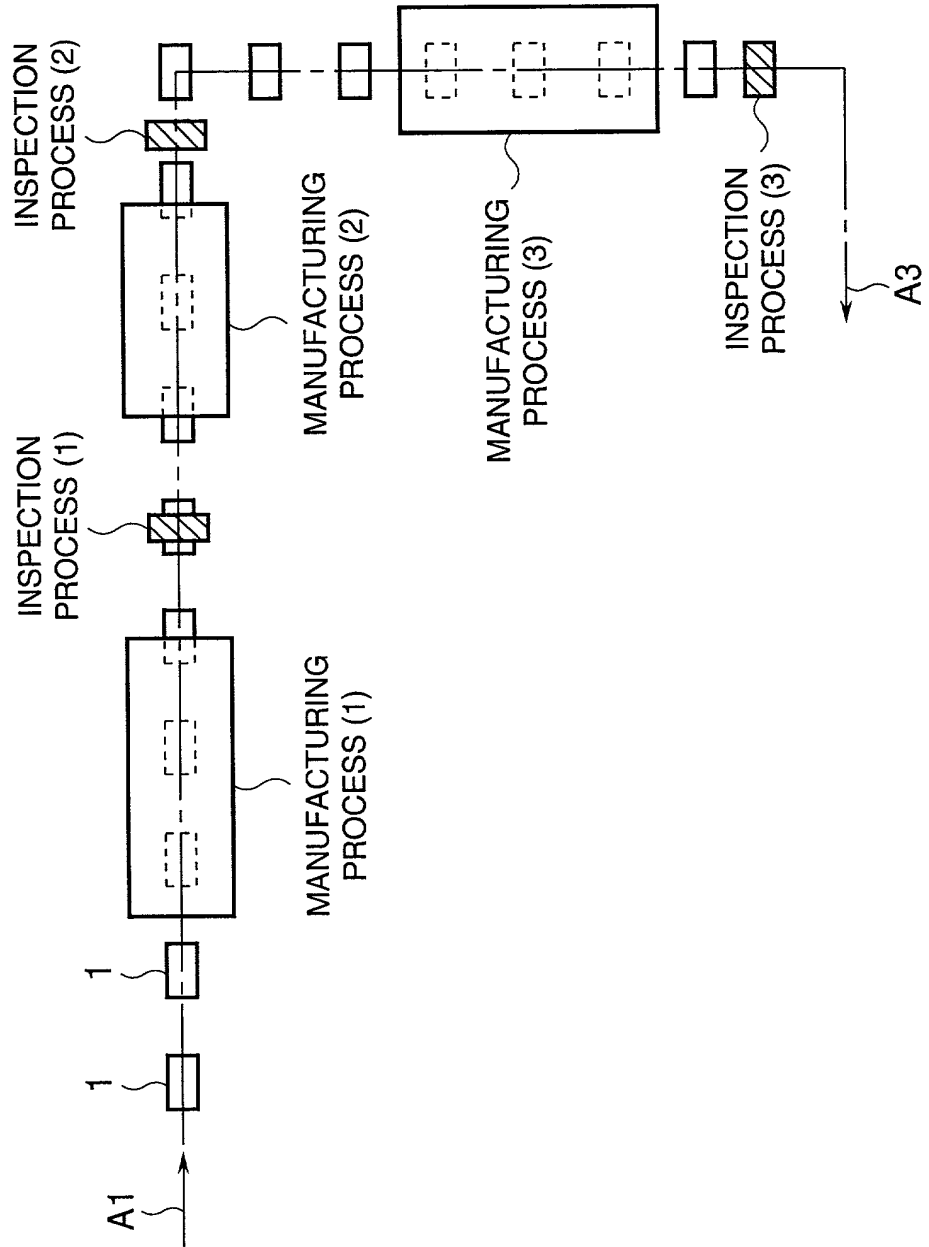 A1
1
1
MANUFACTURING
PROCESS (1)
INSPECTION
PROCESS (1)
MANUFACTURING
PROCESS (2)
INSPECTION
PROCESS (2)
MANUFACTURING
PROCESS (3)
INSPECTION
PROCESS (3)
A3